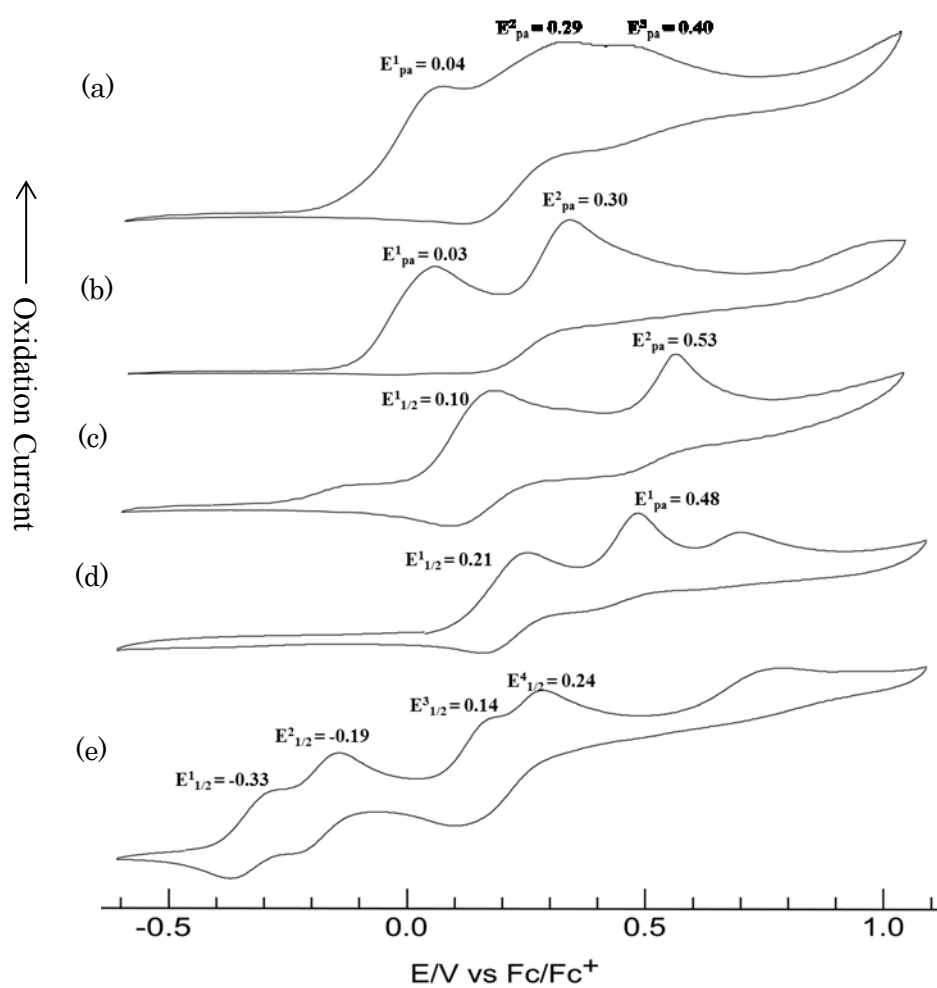 E²pa = 0.29 E³pa = 0.40
E¹pa = 0.04
(a)
E²pa = 0.30
E¹pa = 0.03
(b)
E²pa = 0.53
E¹1/2 = 0.10
(c)
E¹pa = 0.48
E¹1/2 = 0.21
(d)
E⁴1/2 = 0.24
E³1/2 = 0.14
E²1/2 = -0.19
(e)
E¹1/2 = -0.33
Oxidation Current
-0.5 0.0 0.5 1.0
E/V vs Fc/Fc⁺